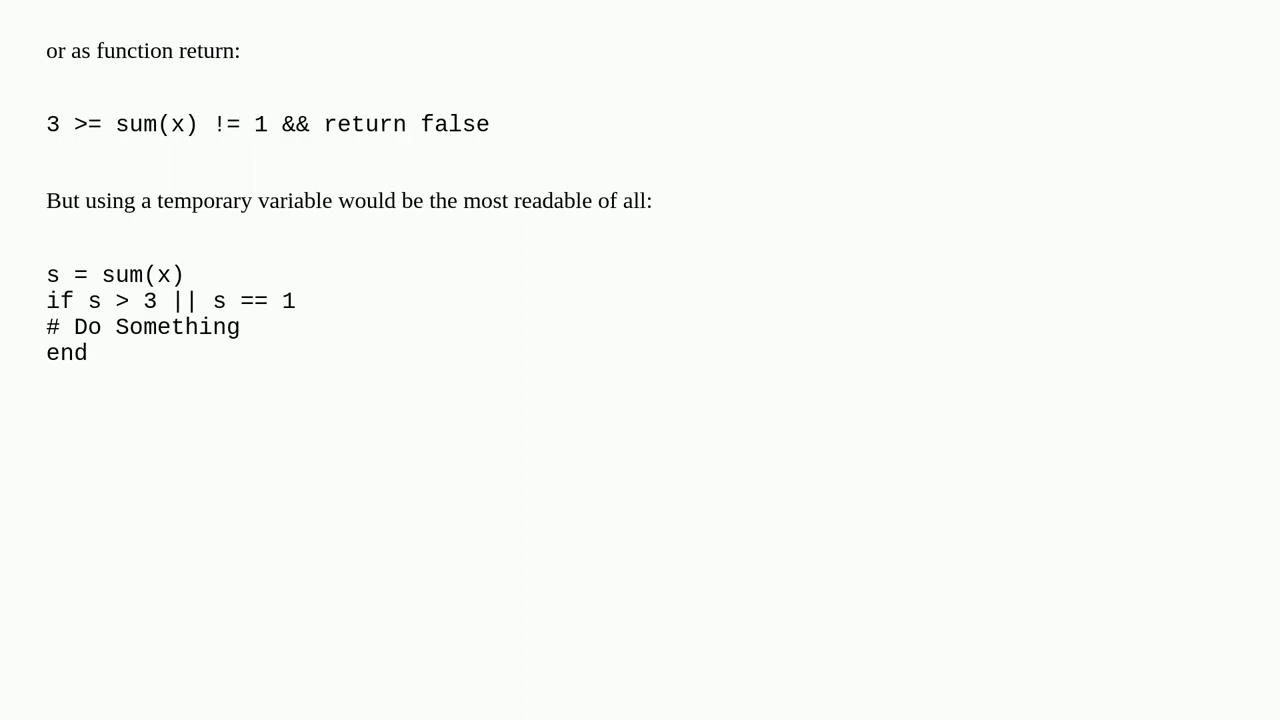 or as function return:
3 >= sum(x) != 1 && return false
But using a temporary variable would be the most readable of all:
s = sum(x)
if s > 3 || s == 1
# Do Something
end